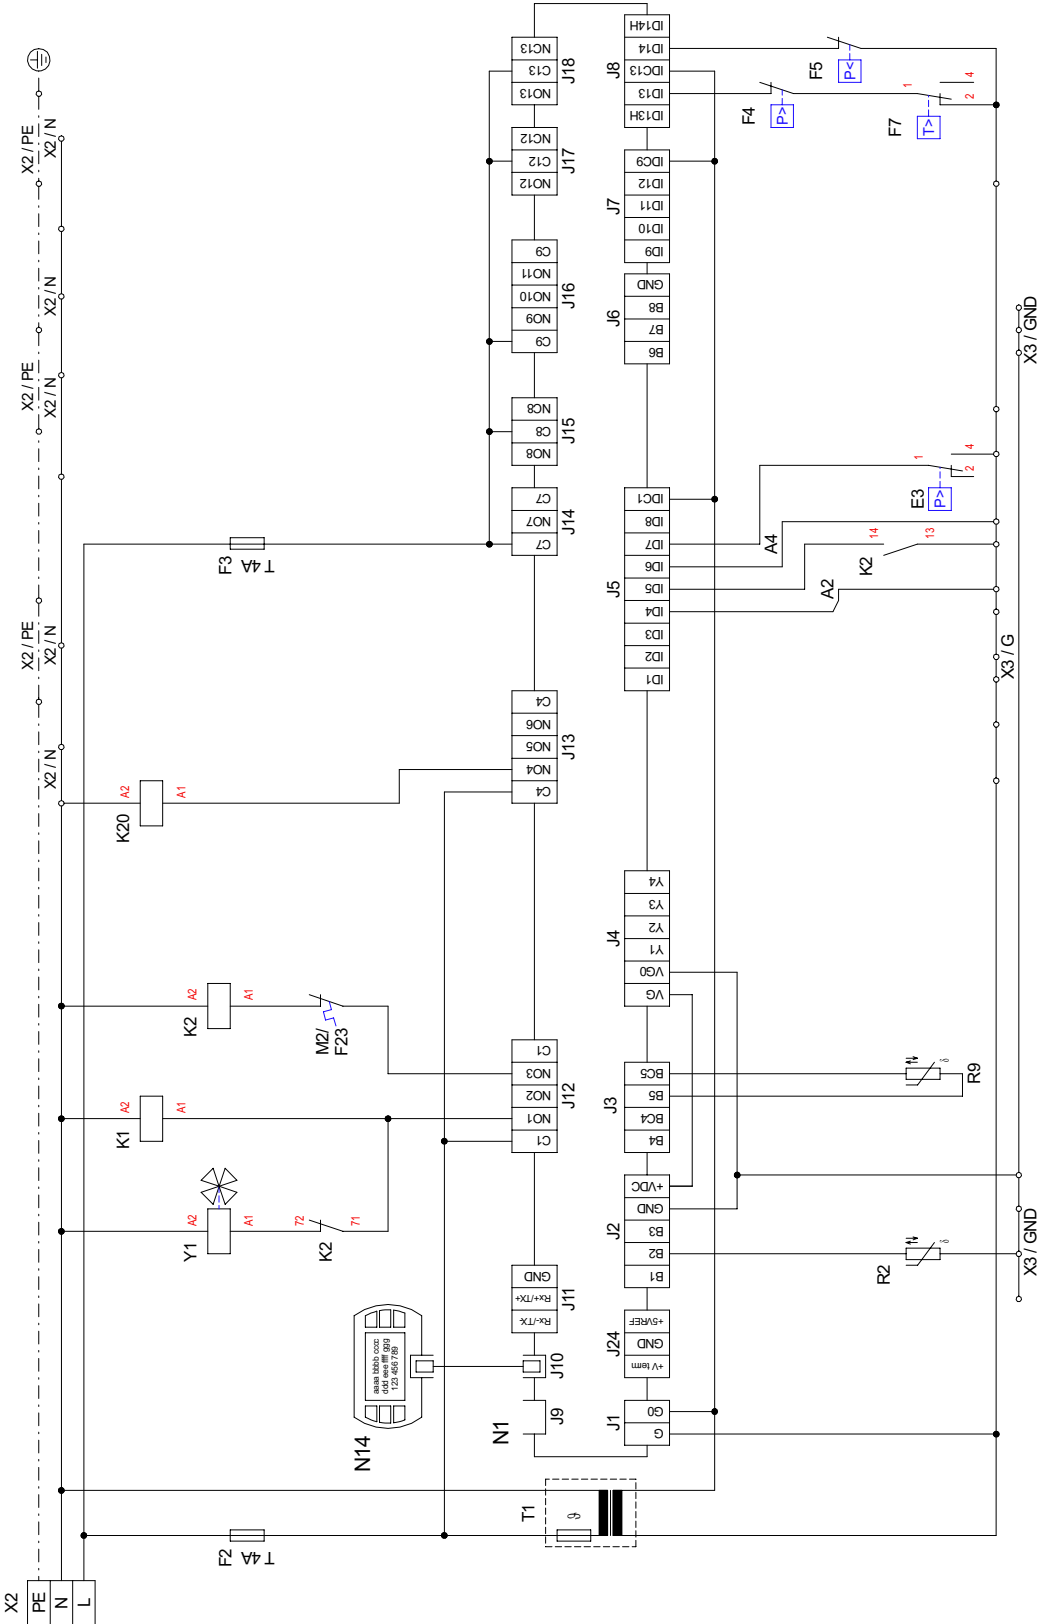 X2
PE
N
L
X2 / N
X2 / PE
X2 / N
X2 / PE
X2 / N
X2 / N
X2 / PE
X2 / N
F2
T 4A
F3
T 4A
Y1
A2
A1
72
71
K2
K1
A2
A1
K2
A2
A1
M2/
F23
K20
A2
A1
N14
aaaa bbbb cccc
ddd eee fff ggg
123 456 789
T1
ϑ
N1
J9
J10
J11
Rx-/TX-
Rx+/TX+
GND
J12
C1
NO1
NO2
NO3
C1
J13
C4
NO4
NO5
NO6
C4
J14
C7
NO7
C7
J15
NO8
C8
NC8
J16
C9
NO9
NO10
NO11
C9
J17
NO12
C12
NC12
J18
NO13
C13
NC13
J1
G
G0
J24
+V term
GND
+5VREF
J2
B1
B2
B3
GND
+VDC
J3
B4
BC4
B5
BC5
J4
VG
VG0
Y1
Y2
Y3
Y4
J5
ID1
ID2
ID3
ID4
ID5
ID6
ID7
ID8
IDC1
J6
B6
B7
B8
GND
J7
ID9
ID10
ID11
ID12
IDC9
J8
ID13H
ID13
IDC13
ID14
ID14H
R2
δ
R9
δ
A2
A4
K2
14
13
E3
P>
1
2
4
F4
P>
F5
P<
F7
T>
1
2
4
X3 / G
X3 / GND
X3 / GND